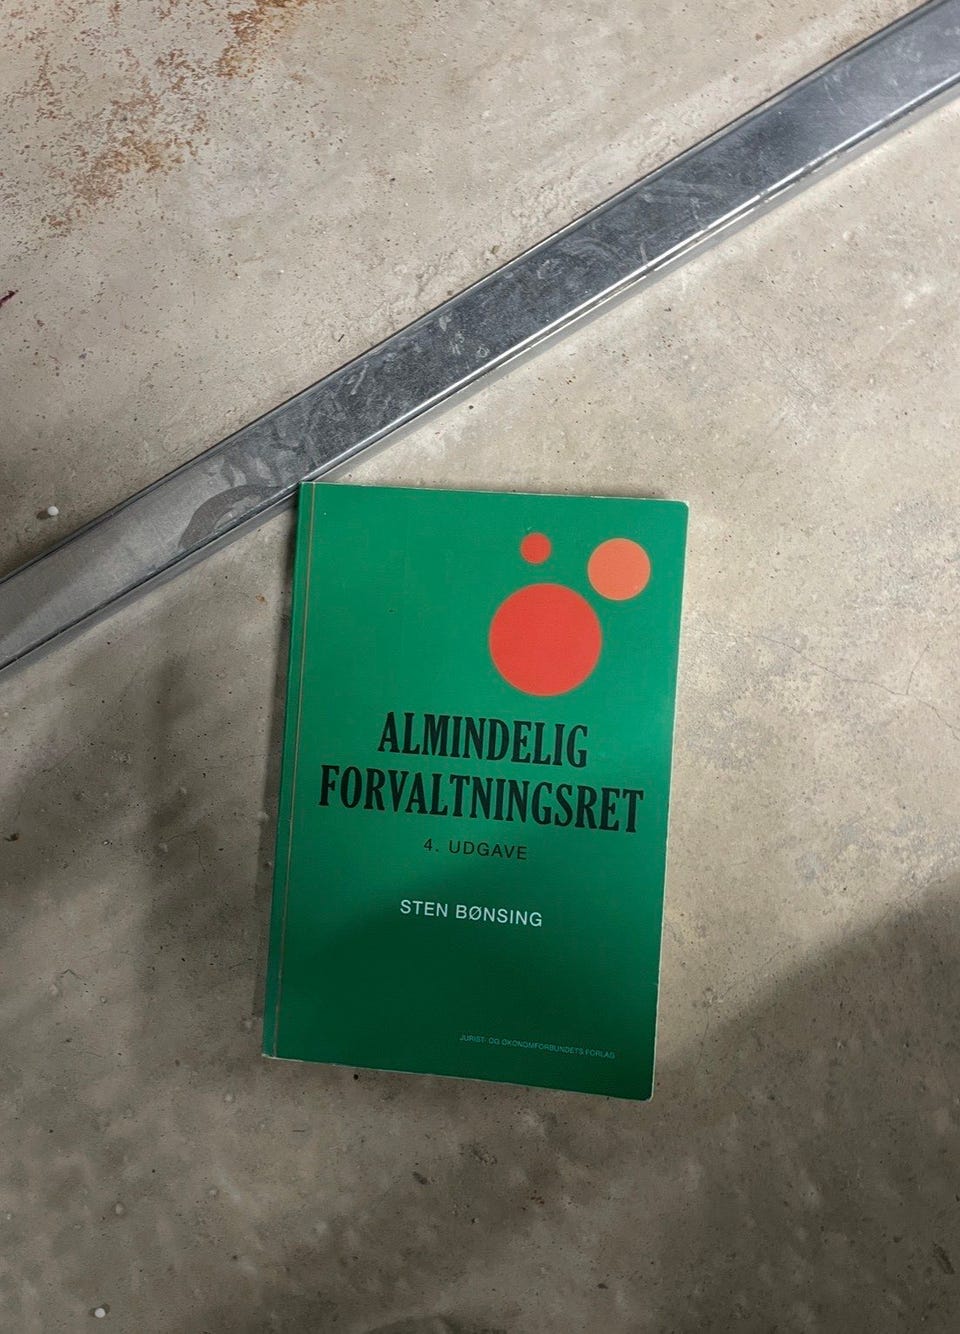 ALMINDELIG
FORVALTNINGSRET
4. UDGAVE
STEN BØNSING
JURIST- OG ØKONOMFORBUNDETS FORLAG